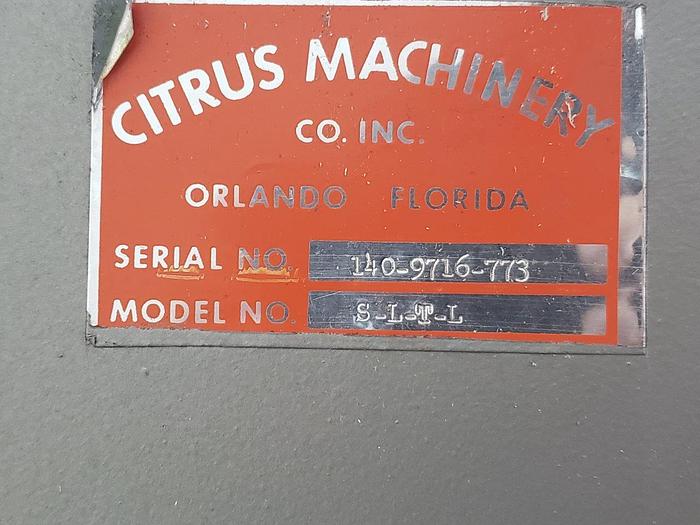 CITRUS MACHINERY
CO. INC.
ORLANDO FLORIDA
SERIAL NO. 140-9716-773
MODEL NO. S-L-T-L